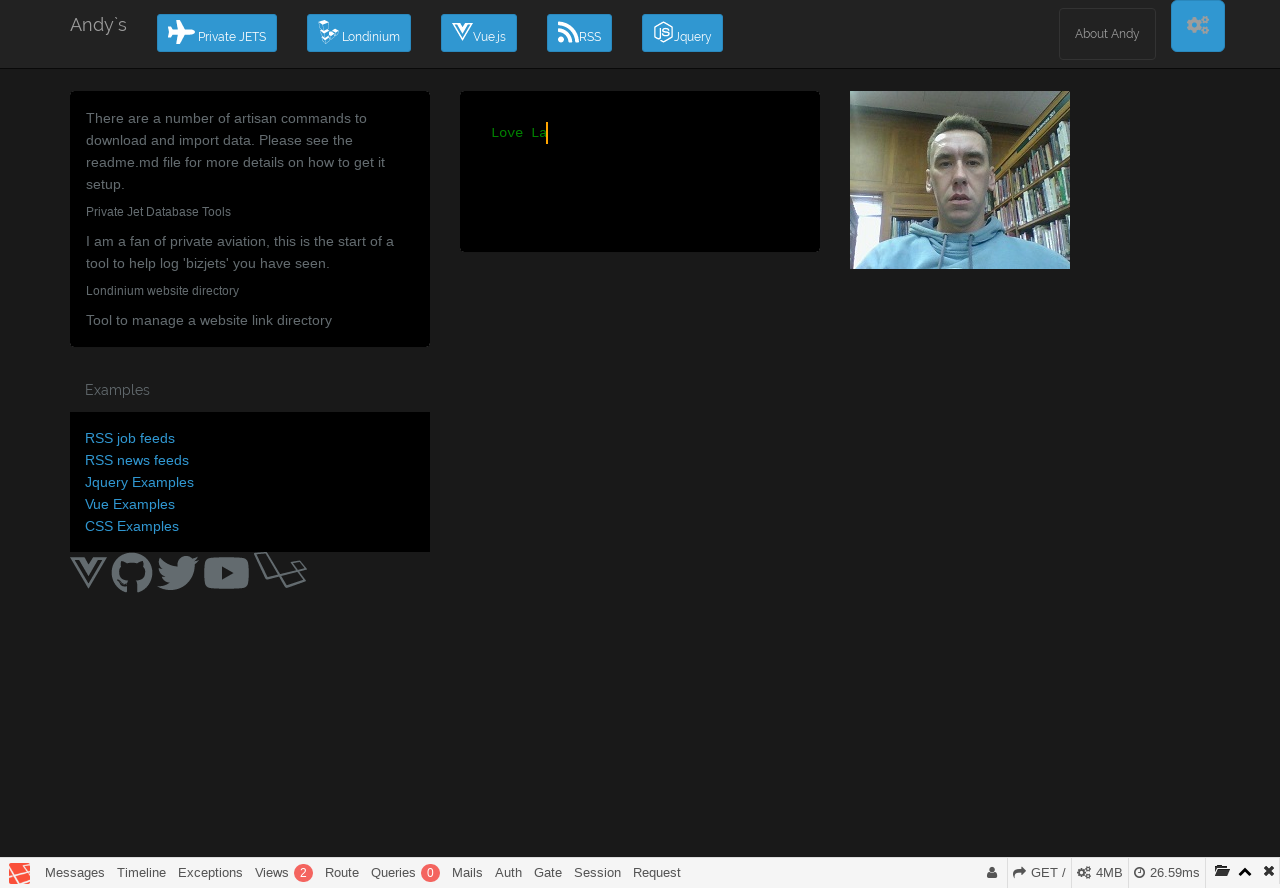 Andy`s
Private JETS
Londinium
Vue.js
RSS
Jquery
About Andy
There are a number of artisan commands to
download and import data. Please see the
readme.md file for more details on how to get it
setup.
Private Jet Database Tools
I am a fan of private aviation, this is the start of a
tool to help log 'bizjets' you have seen.
Londinium website directory
Tool to manage a website link directory
Love La
Examples
RSS job feeds
RSS news feeds
Jquery Examples
Vue Examples
CSS Examples
Messages Timeline Exceptions Views 2 Route Queries 0 Mails Auth Gate Session Request GET / 4MB 26.59ms